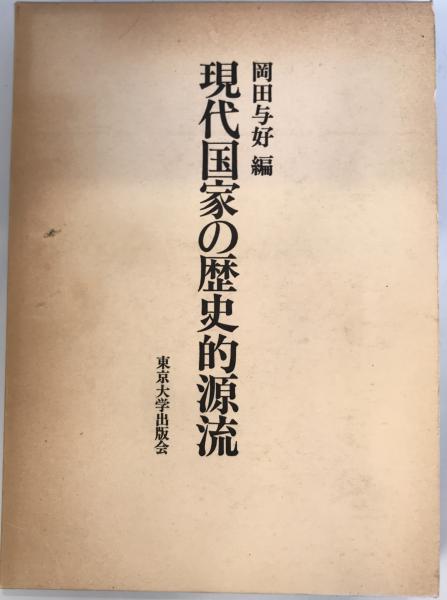 岡田与好 編
現代国家の歴史的源流
東京大学出版会